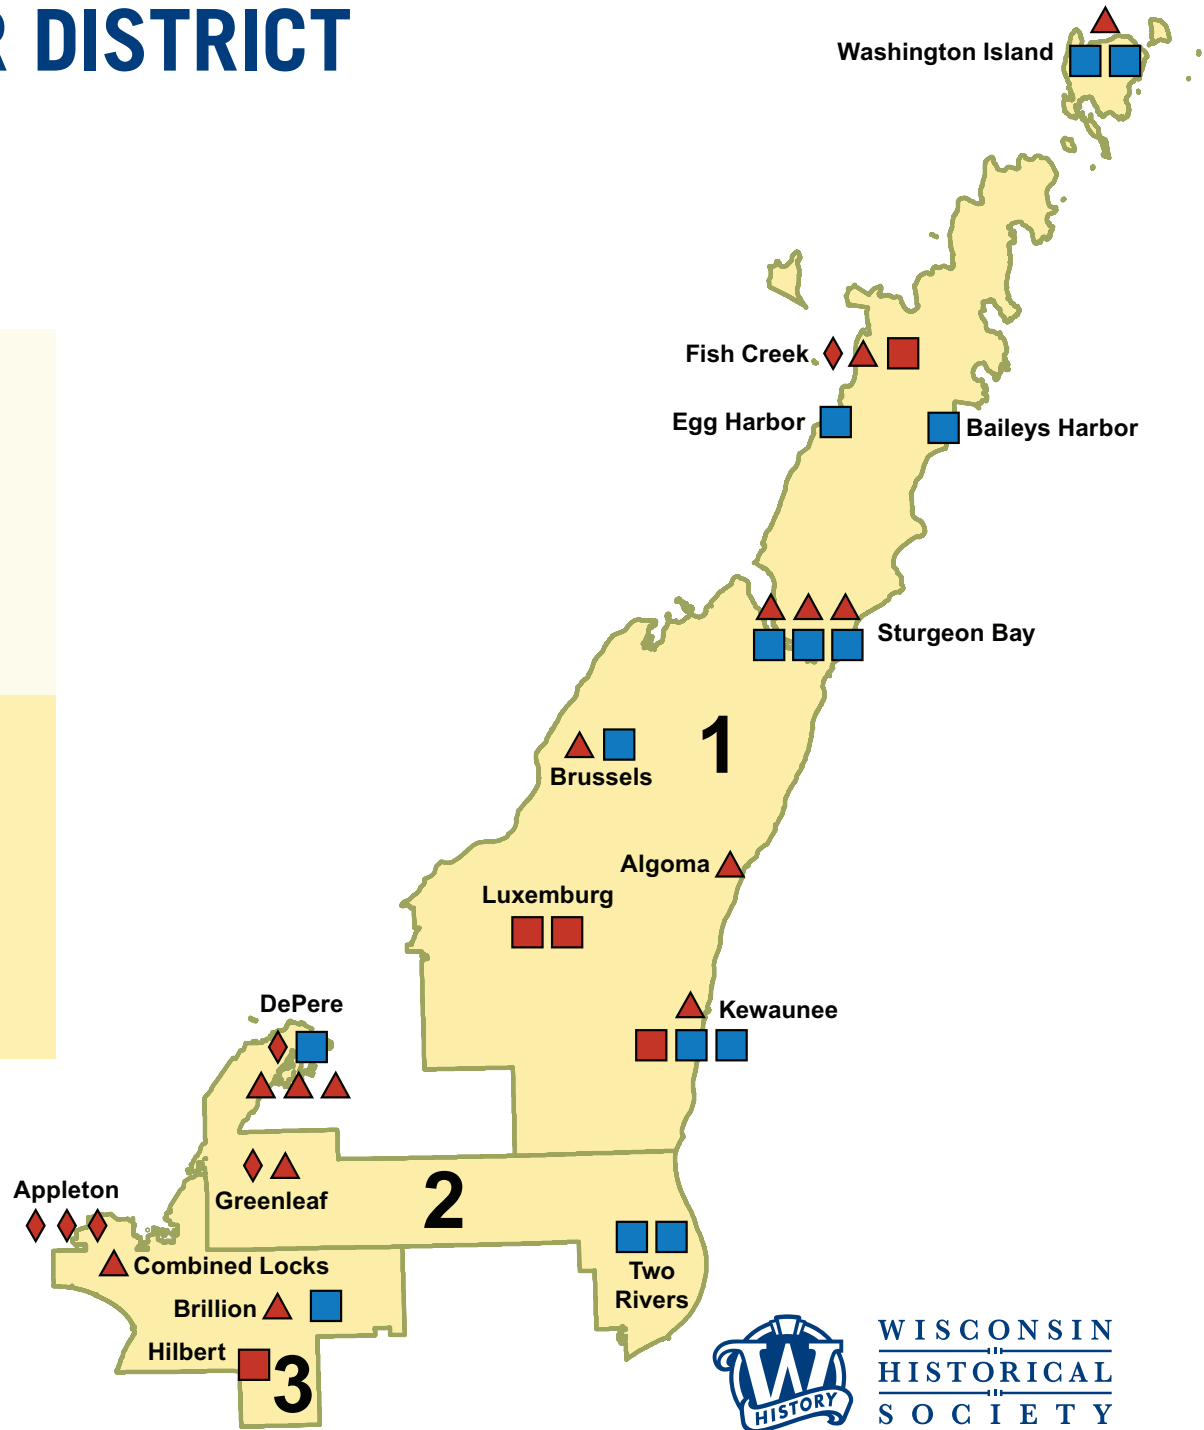 R DISTRICT
Washington Island
Fish Creek
Egg Harbor
Baileys Harbor
Sturgeon Bay
1
Brussels
Algoma
Luxemburg
DePere
Kewaunee
Appleton
Greenleaf
2
Combined Locks
Two
Rivers
Brillion
Hilbert
3
W
HISTORY
WISCONSIN
HISTORICAL
SOCIETY